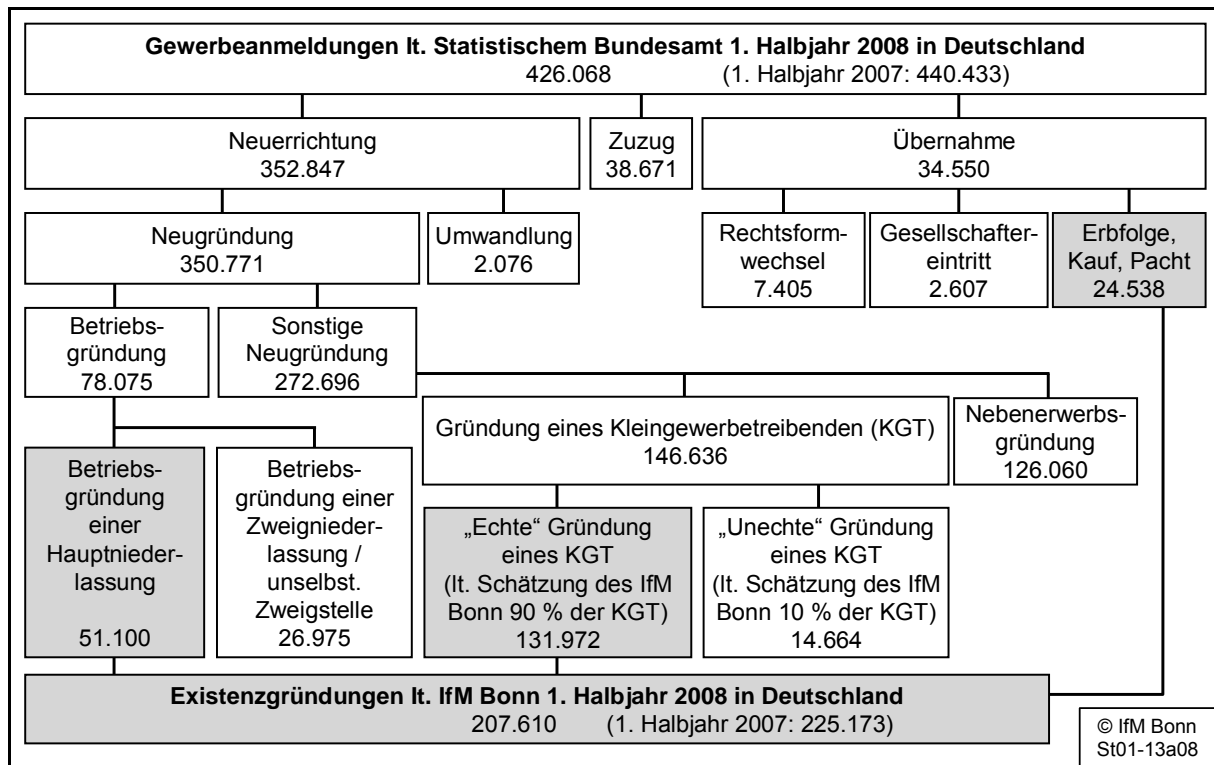 Gewerbeanmeldungen lt. Statistischem Bundesamt 1. Halbjahr 2008 in Deutschland
426.068 (1. Halbjahr 2007: 440.433)
Neuerrichtung
352.847
Zuzug
38.671
Übernahme
34.550
Neugründung
350.771
Umwandlung
2.076
Rechtsform-
wechsel
7.405
Gesellschafter-
eintritt
2.607
Erbfolge,
Kauf, Pacht
24.538
Betriebs-
gründung
78.075
Sonstige
Neugründung
272.696
Gründung eines Kleingewerbetreibenden (KGT)
146.636
Nebenerwerbs-
gründung
126.060
Betriebs-
gründung
einer
Hauptnieder-
lassung
51.100
Betriebs-
gründung einer
Zweignieder-
lassung /
unselbst.
Zweigstelle
26.975
„Echte“ Gründung
eines KGT
(lt. Schätzung des IfM
Bonn 90 % der KGT)
131.972
„Unechte“ Gründung
eines KGT
(lt. Schätzung des IfM
Bonn 10 % der KGT)
14.664
Existenzgründungen lt. IfM Bonn 1. Halbjahr 2008 in Deutschland
207.610 (1. Halbjahr 2007: 225.173)
© IfM Bonn
St01-13a08